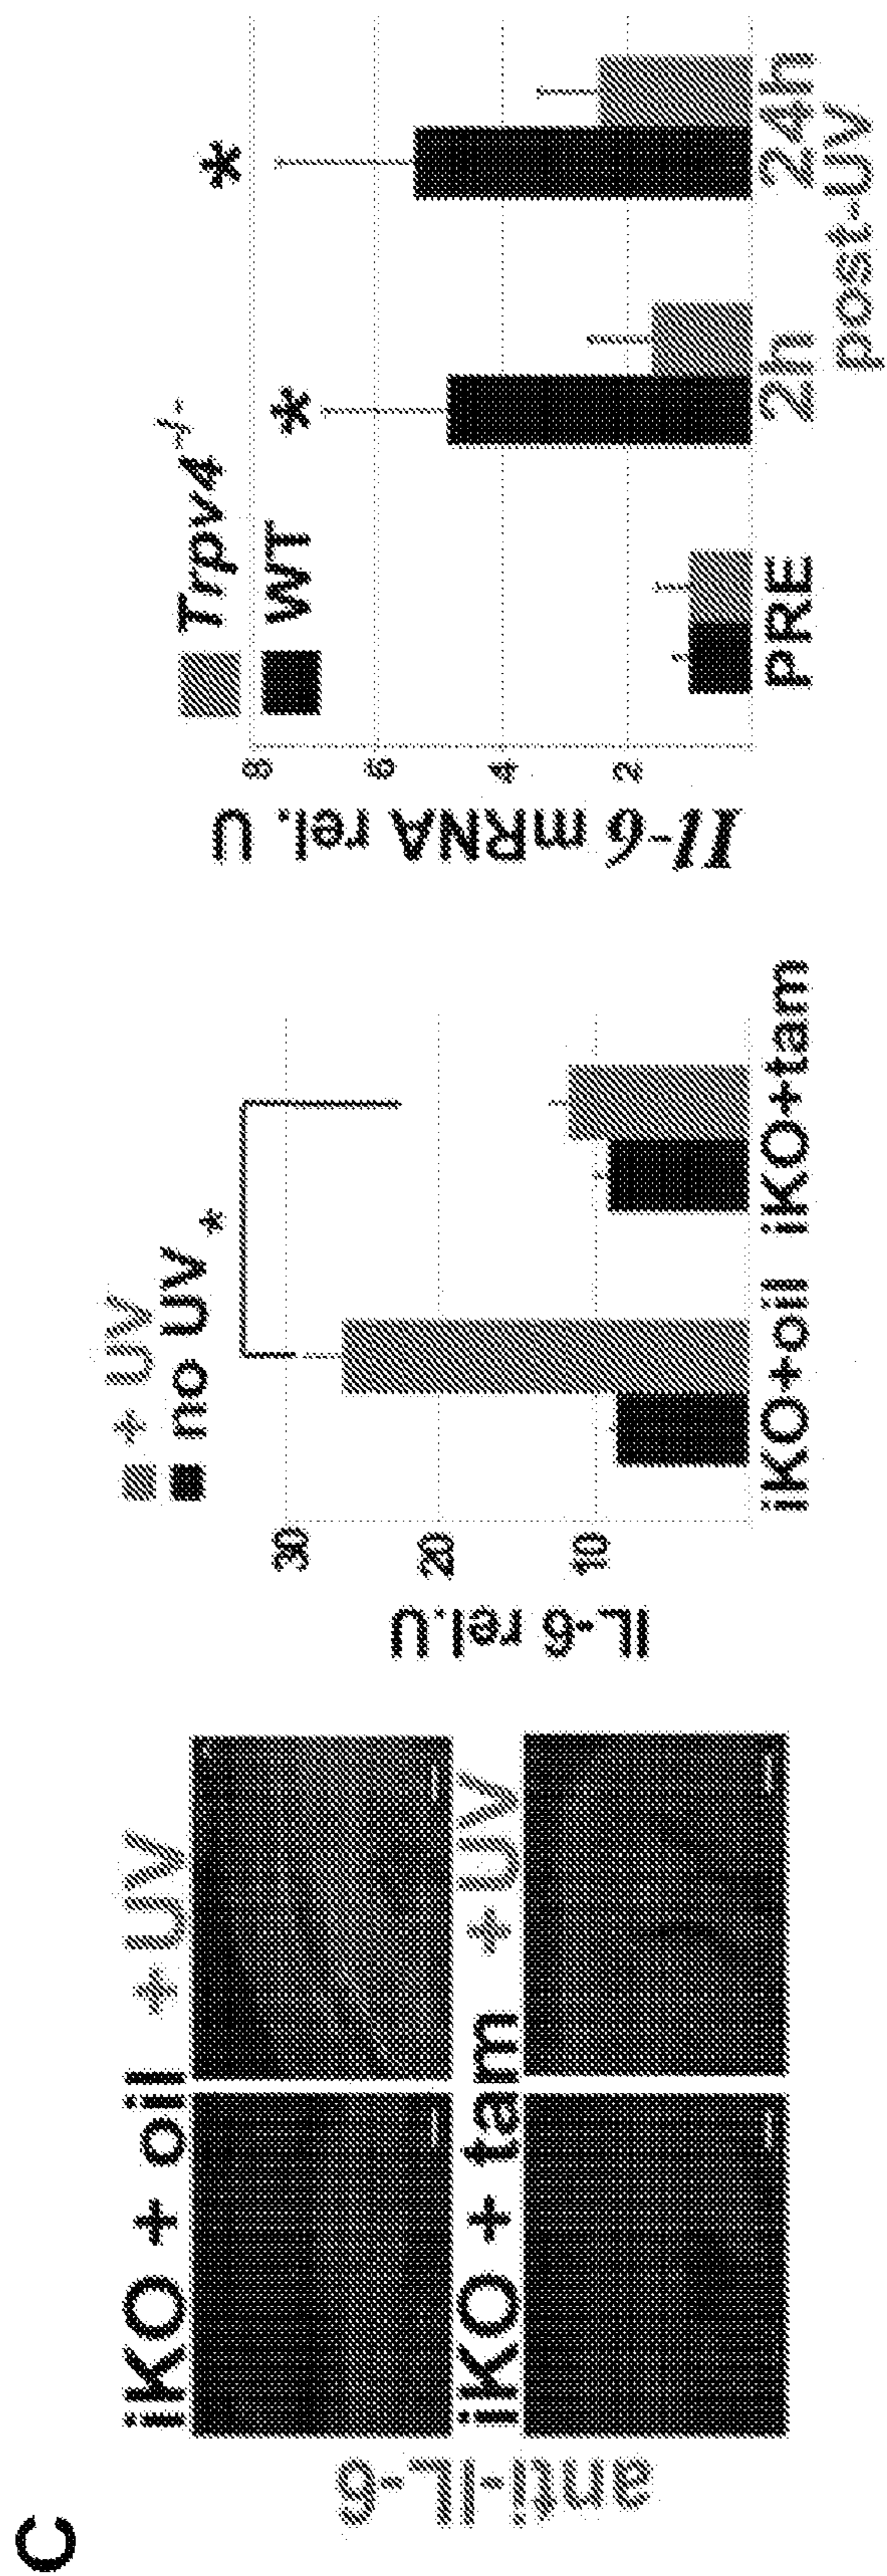 C
iKO + oil + UV
iKO + tam + UV
anti-IL-6
+ UV
no UV
*
30
20
10
IL-6 rel.U
iKO+oil iKO+tam
Trpv4-/-
WT
*
*
8
6
4
2
Il-6 mRNA rel. U
PRE 2h 24h
post-UV